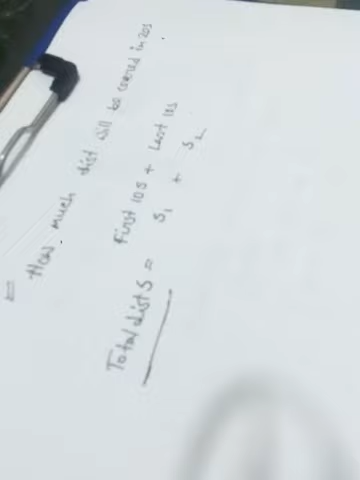 = How much dist will be covered in 20s
First 10s + Last 10s
Total dist S = S1 + S2